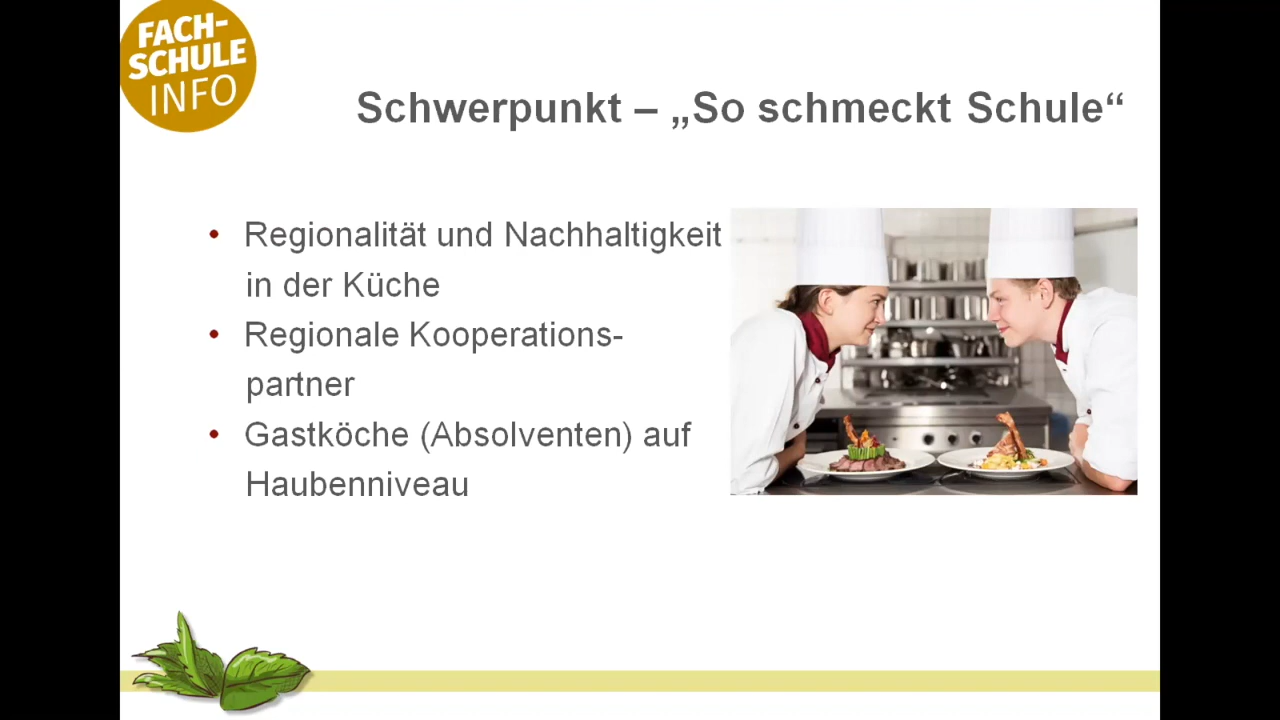 FACH-
SCHULE
INFO
Schwerpunkt – „So schmeckt Schule“
• Regionalität und Nachhaltigkeit
in der Küche
• Regionale Kooperations-
partner
• Gastköche (Absolventen) auf
Haubenniveau